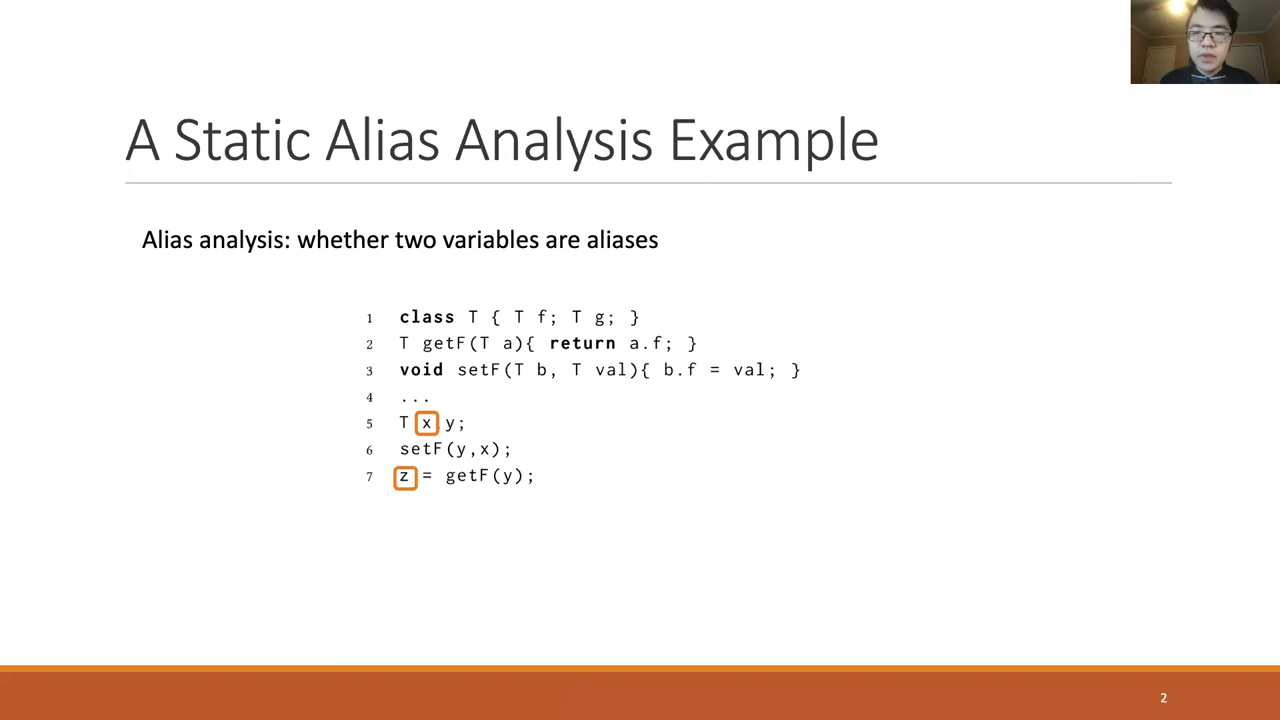 A Static Alias Analysis Example
Alias analysis: whether two variables are aliases
1 class T { T f; T g; }
2 T getF(T a){ return a.f; }
3 void setF(T b, T val){ b.f = val; }
4 ...
5 T x y;
6 setF(y,x);
7 z = getF(y);
2